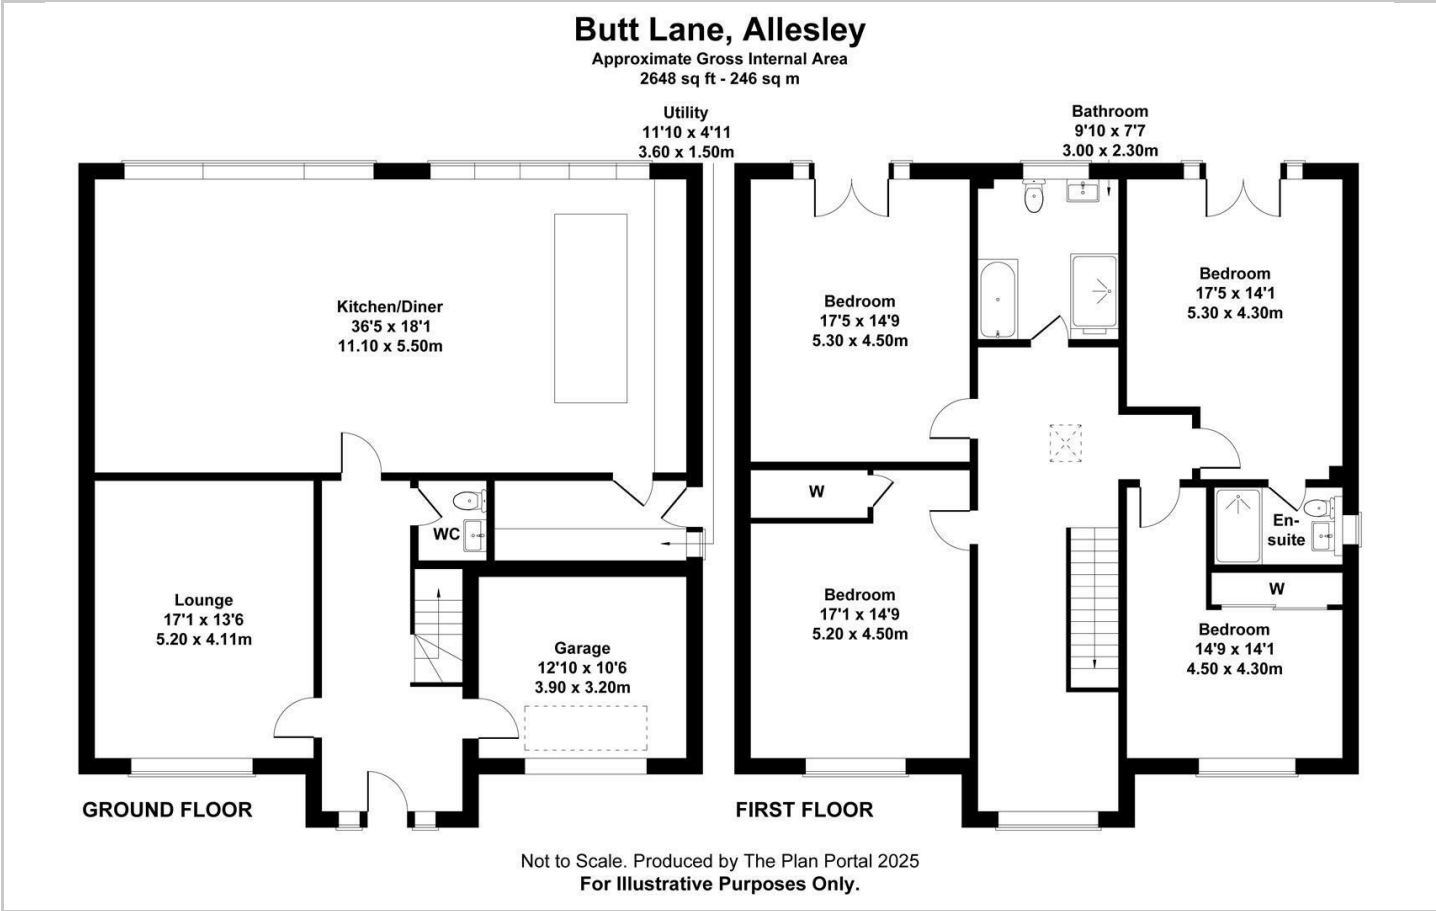 Butt Lane, Allesley
Approximate Gross Internal Area
2648 sq ft - 246 sq m
Utility
11'10 x 4'11
3.60 x 1.50m
Bathroom
9'10 x 7'7
3.00 x 2.30m
Kitchen/Diner
36'5 x 18'1
11.10 x 5.50m
Bedroom
17'5 x 14'9
5.30 x 4.50m
Bedroom
17'5 x 14'1
5.30 x 4.30m
W
WC
En-
suite
W
Lounge
17'1 x 13'6
5.20 x 4.11m
Garage
12'10 x 10'6
3.90 x 3.20m
Bedroom
17'1 x 14'9
5.20 x 4.50m
Bedroom
14'9 x 14'1
4.50 x 4.30m
GROUND FLOOR
FIRST FLOOR
Not to Scale. Produced by The Plan Portal 2025
For Illustrative Purposes Only.